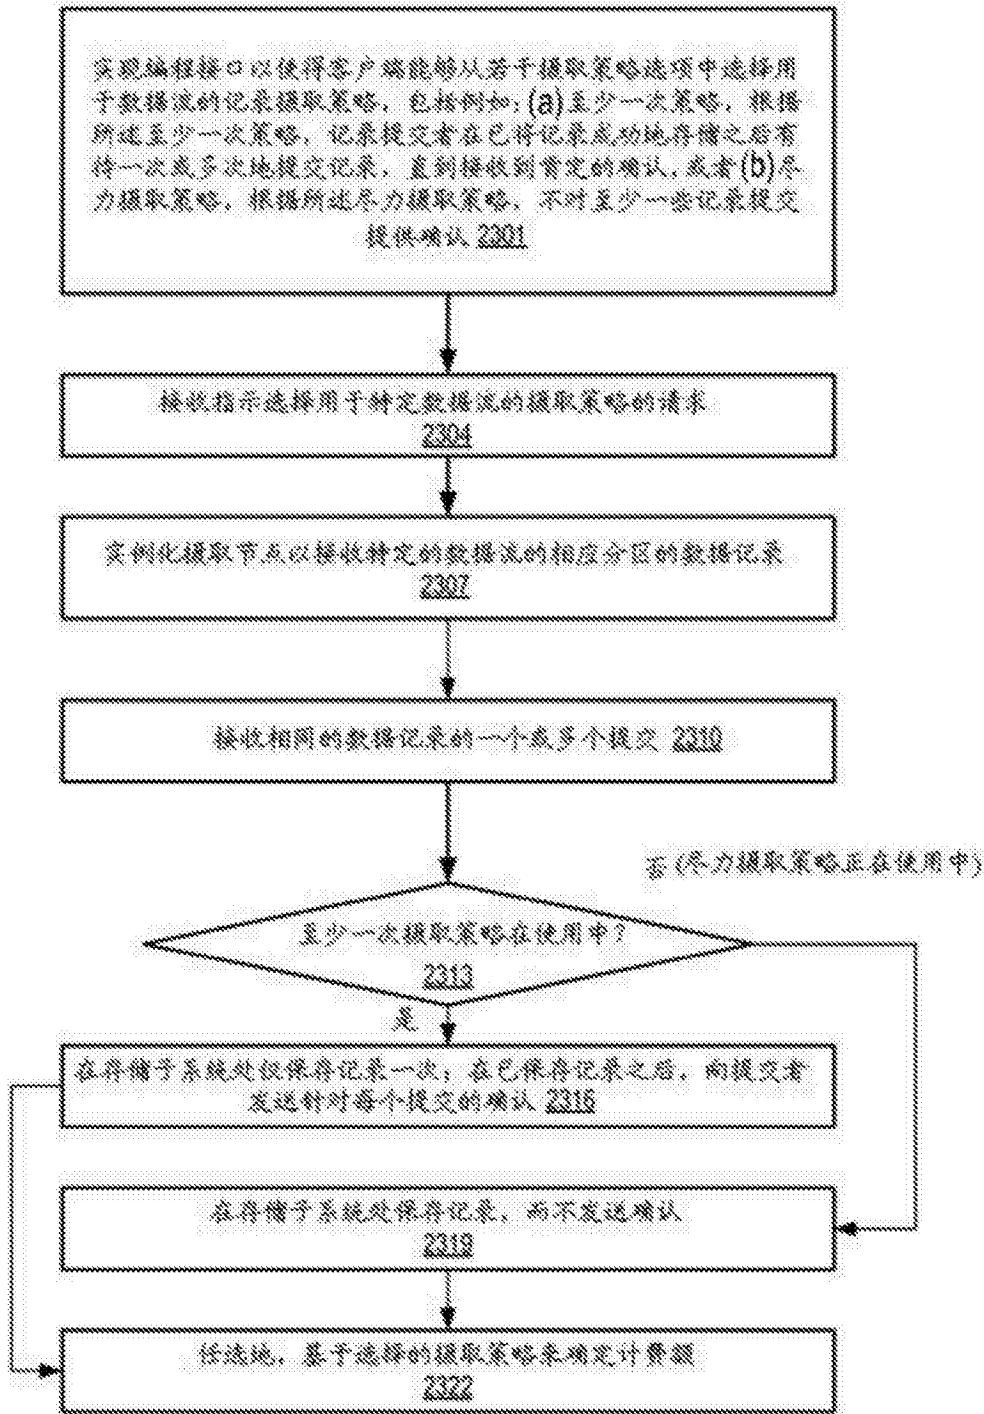 实现编程接口以使得客户端能够从若干摄取策略选项中选择用
于数据流的记录摄取策略，包括例如：(a)至少一次策略，根据
所述至少一次策略，记录提交者在已将记录成功地存储之后有
待一次或多次地提交记录，直到接收到肯定的确认，或者(b)尽
力摄取策略，根据所述尽力摄取策略，不对至少一些记录提交
提供确认 2301
接收指示选择用于特定数据流的摄取策略的请求
2304
实例化摄取节点以接收特定的数据流的相应分区的数据记录
2307
接收相同的数据记录的一个或多个提交 2310
否 (尽力摄取策略正在使用中)
至少一次摄取策略在使用中？
2313
是
在存储子系统处仅保存记录一次；在已保存记录之后，向提交者
发送针对每个提交的确认 2316
在存储子系统处保存记录，而不发送确认
2319
任选地，基于选择的摄取策略来确定计费额
2322